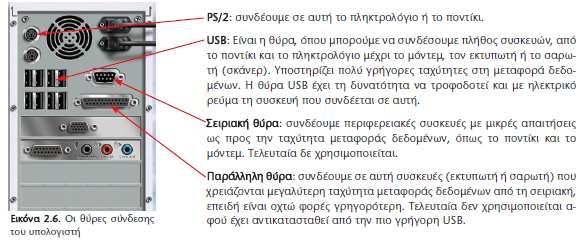 PS/2: συνδέουμε σε αυτή το πληκτρολόγιο ή το ποντίκι.
USB: Είναι η θύρα, όπου μπορούμε να συνδέσουμε πλήθος συσκευών, από
το ποντίκι και το πληκτρολόγιο μέχρι το μόντεμ, τον εκτυπωτή ή το σαρω-
τή (σκάνερ). Υποστηρίζει πολύ γρήγορες ταχύτητες στη μεταφορά δεδο-
μένων. Η θύρα USB έχει τη δυνατότητα να τροφοδοτεί και με ηλεκτρικό
ρεύμα τη συσκευή που συνδέεται σε αυτή.
Σειριακή θύρα: συνδέουμε περιφερειακές συσκευές με μικρές απαιτήσεις
ως προς την ταχύτητα μεταφοράς δεδομένων, όπως το ποντίκι και το
μόντεμ. Τελευταία δε χρησιμοποιείται.
Παράλληλη θύρα: συνδέουμε σε αυτή συσκευές (εκτυπωτή ή σαρωτή) που
χρειάζονται μεγαλύτερη ταχύτητα μεταφοράς δεδομένων από τη σειριακή,
επειδή είναι οχτώ φορές γρηγορότερη. Τελευταία δεν χρησιμοποιείται α-
φού έχει αντικατασταθεί από την πιο γρήγορη USB.
Εικόνα 2.6. Οι θύρες σύνδεσης
του υπολογιστή